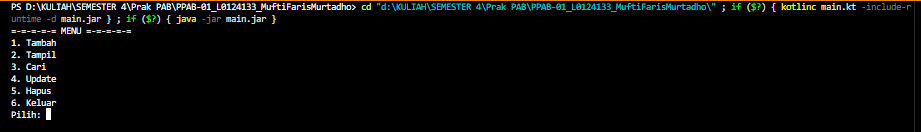 PS D:\KULIAH\SEMESTER 4\Prak PAB\PPAB-01_L0124133_MuftiFarisMurtadho> cd "d:\KULIAH\SEMESTER 4\Prak PAB\PPAB-01_L0124133_MuftiFarisMurtadho\" ; if ($?) { kotlinc main.kt -include-r
untime -d main.jar } ; if ($?) { java -jar main.jar }
=-=-=-=-= MENU =-=-=-=-=
1. Tambah
2. Tampil
3. Cari
4. Update
5. Hapus
6. Keluar
Pilih: